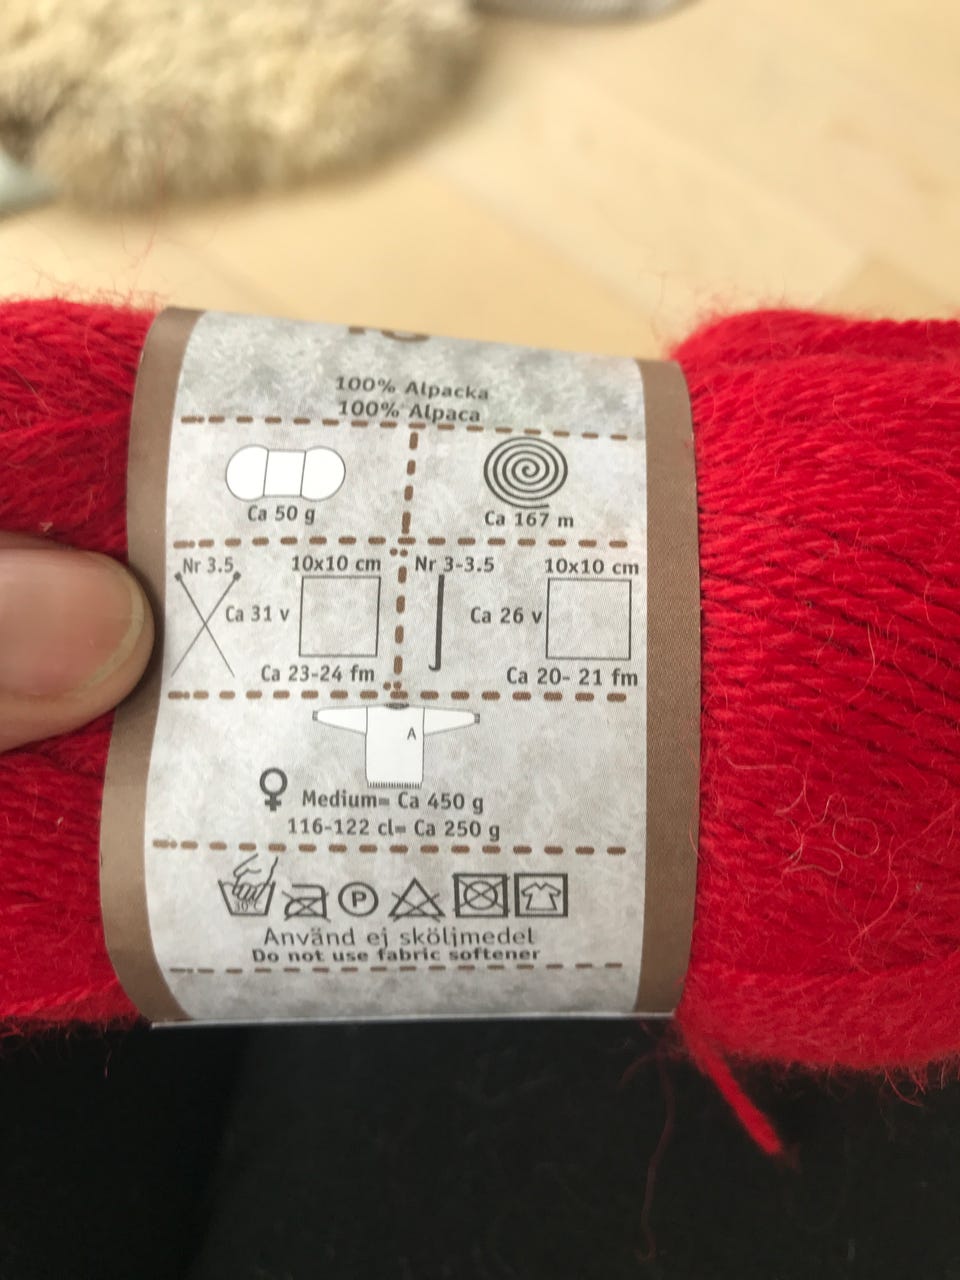 100% Alpacka
100% Alpaca
Ca 50 g
Ca 167 m
Nr 3.5
10x10 cm
Ca 31 v
Ca 23-24 fm
Nr 3-3.5
10x10 cm
Ca 26 v
Ca 20- 21 fm
A
Medium= Ca 450 g
116-122 cl= Ca 250 g
30°
P
Använd ej sköljmedel
Do not use fabric softener